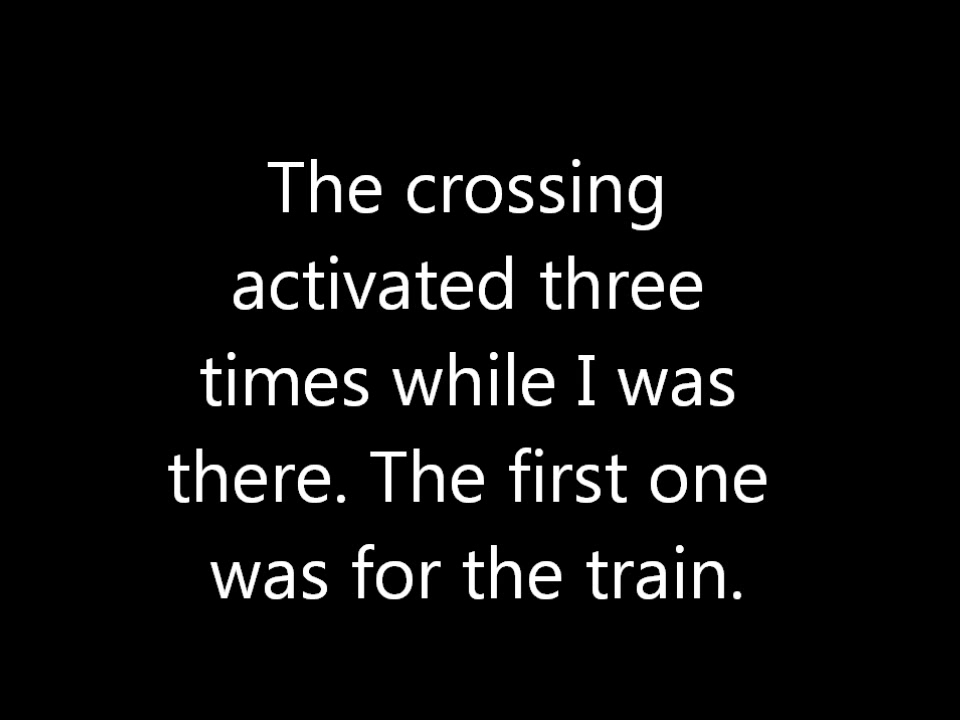 The crossing
activated three
times while I was
there. The first one
was for the train.